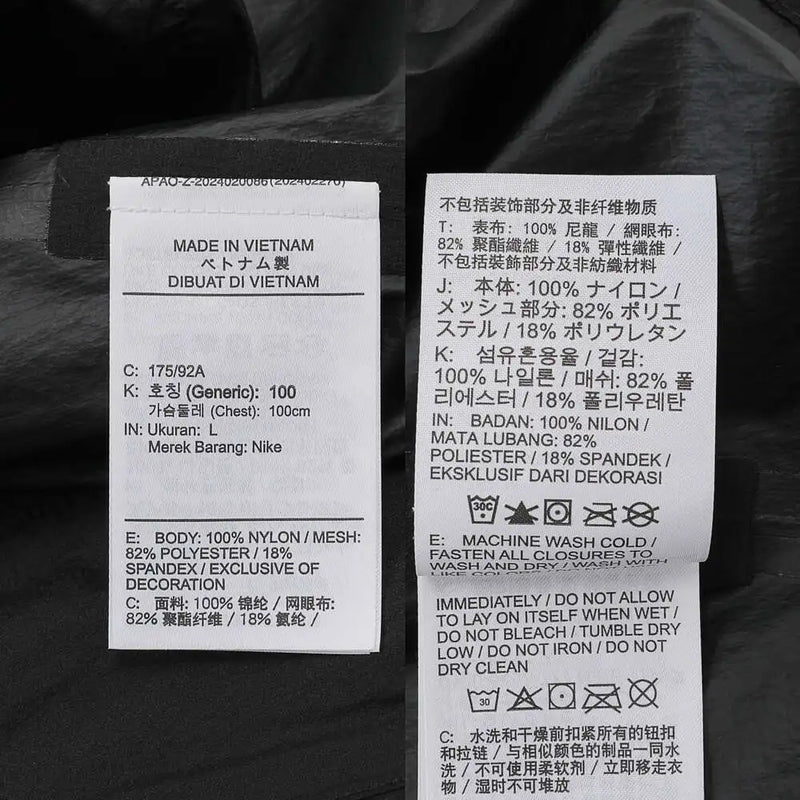 APAO-Z-2024020086(202402270)
MADE IN VIETNAM
ベトナム製
DIBUAT DI VIETNAM
C: 175/92A
K: 호칭 (Generic): 100
가슴둘레 (Chest): 100cm
IN: Ukuran: L
Merek Barang: Nike
E: BODY: 100% NYLON / MESH:
82% POLYESTER / 18%
SPANDEX / EXCLUSIVE OF
DECORATION
C: 面料: 100% 锦纶 / 网眼布:
82% 聚酯纤维 / 18% 氨纶 /
不包括装饰部分及非纤维物质
T: 表布: 100% 尼龍 / 網眼布:
82% 聚酯纖維 / 18% 彈性纖維 /
不包括裝飾部分及非紡織材料
J: 本体: 100% ナイロン /
メッシュ部分: 82% ポリエ
ステル / 18% ポリウレタン
K: 섬유혼용율 / 겉감:
100% 나일론 / 매쉬: 82% 폴
리에스터 / 18% 폴리우레탄
IN: BADAN: 100% NILON /
MATA LUBANG: 82%
POLIESTER / 18% SPANDEK /
EKSKLUSIF DARI DEKORASI
30C
E: MACHINE WASH COLD /
FASTEN ALL CLOSURES TO
WASH AND DRY / WASH WITH
LIKE COLORS
IMMEDIATELY / DO NOT ALLOW
TO LAY ON ITSELF WHEN WET /
DO NOT BLEACH / TUMBLE DRY
LOW / DO NOT IRON / DO NOT
DRY CLEAN
30
C: 水洗和干燥前扣紧所有的钮扣
和拉链 / 与相似颜色的制品一同水
洗 / 不可使用柔软剂 / 立即移走衣
物 / 湿时不可堆放